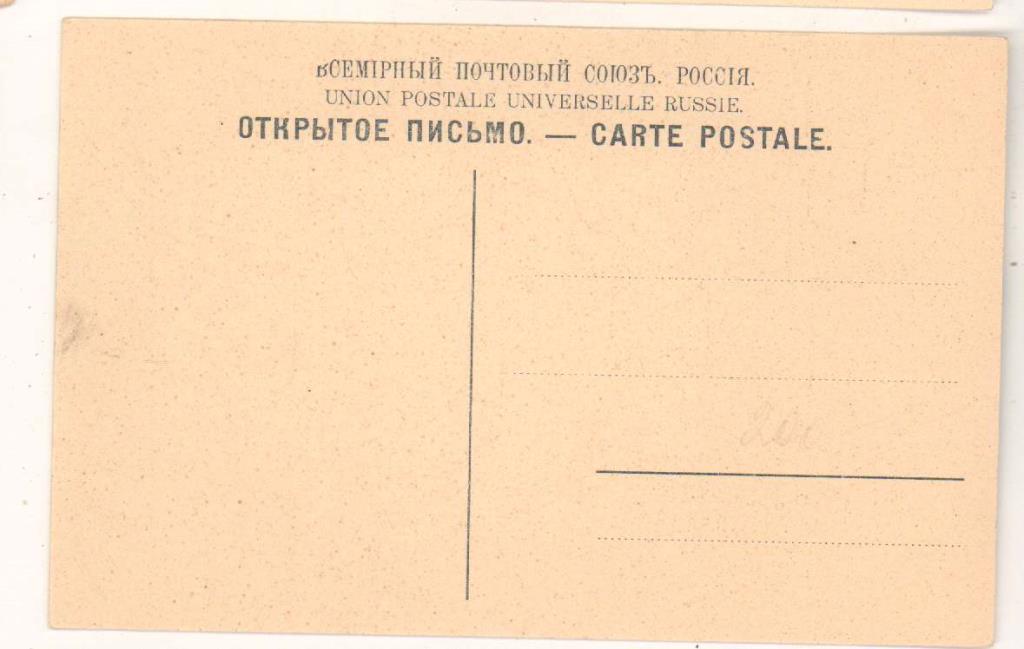 ВСЕМІРНЫЙ ПОЧТОВЫЙ СОЮЗЪ. РОССІЯ.
UNION POSTALE UNIVERSELLE RUSSIE.
ОТКРЫТОЕ ПИСЬМО. — CARTE POSTALE.